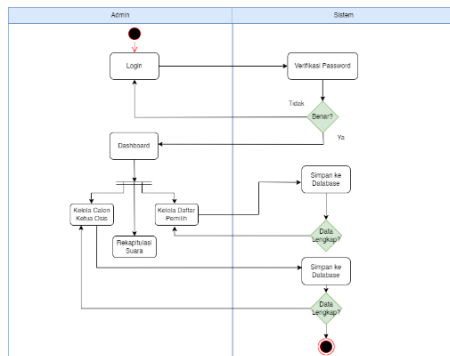 Admin
Sistem
Login
Verifikasi Password
Tidak
Benar?
Ya
Dashboard
Simpan ke
Database
Kelola Calon
Ketua Osis
Kelola Daftar
Pemilih
Rekapitulasi
Suara
Data
Lengkap?
Simpan ke
Database
Data
Lengkap?